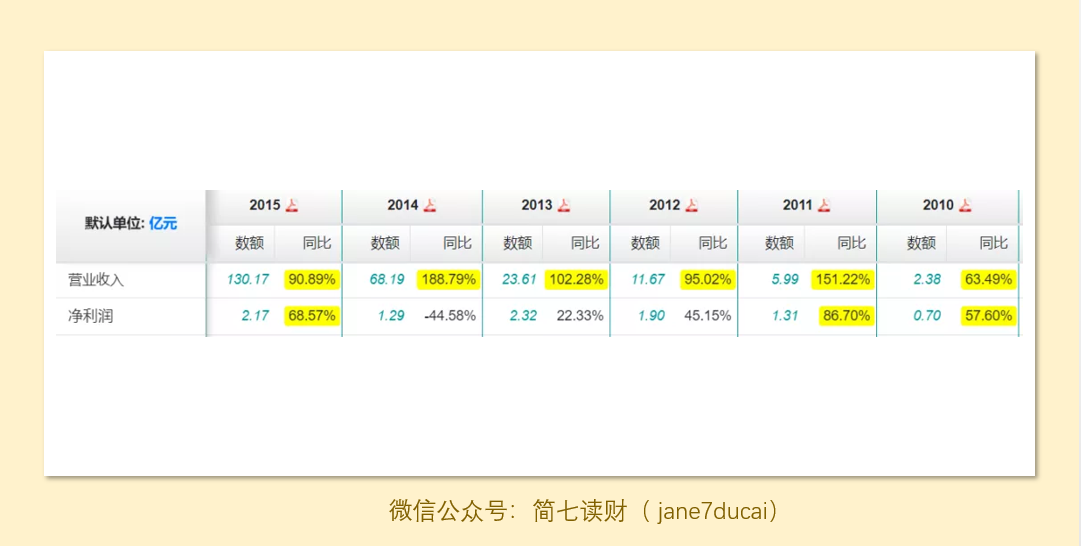 默认单位: 亿元 2015 2014 2013 2012 2011 2010
数额 同比 数额 同比 数额 同比 数额 同比 数额 同比 数额 同比
营业收入 130.17 90.89% 68.19 188.79% 23.61 102.28% 11.67 95.02% 5.99 151.22% 2.38 63.49%
净利润 2.17 68.57% 1.29 -44.58% 2.32 22.33% 1.90 45.15% 1.31 86.70% 0.70 57.60%
微信公众号：简七读财（jane7ducai）